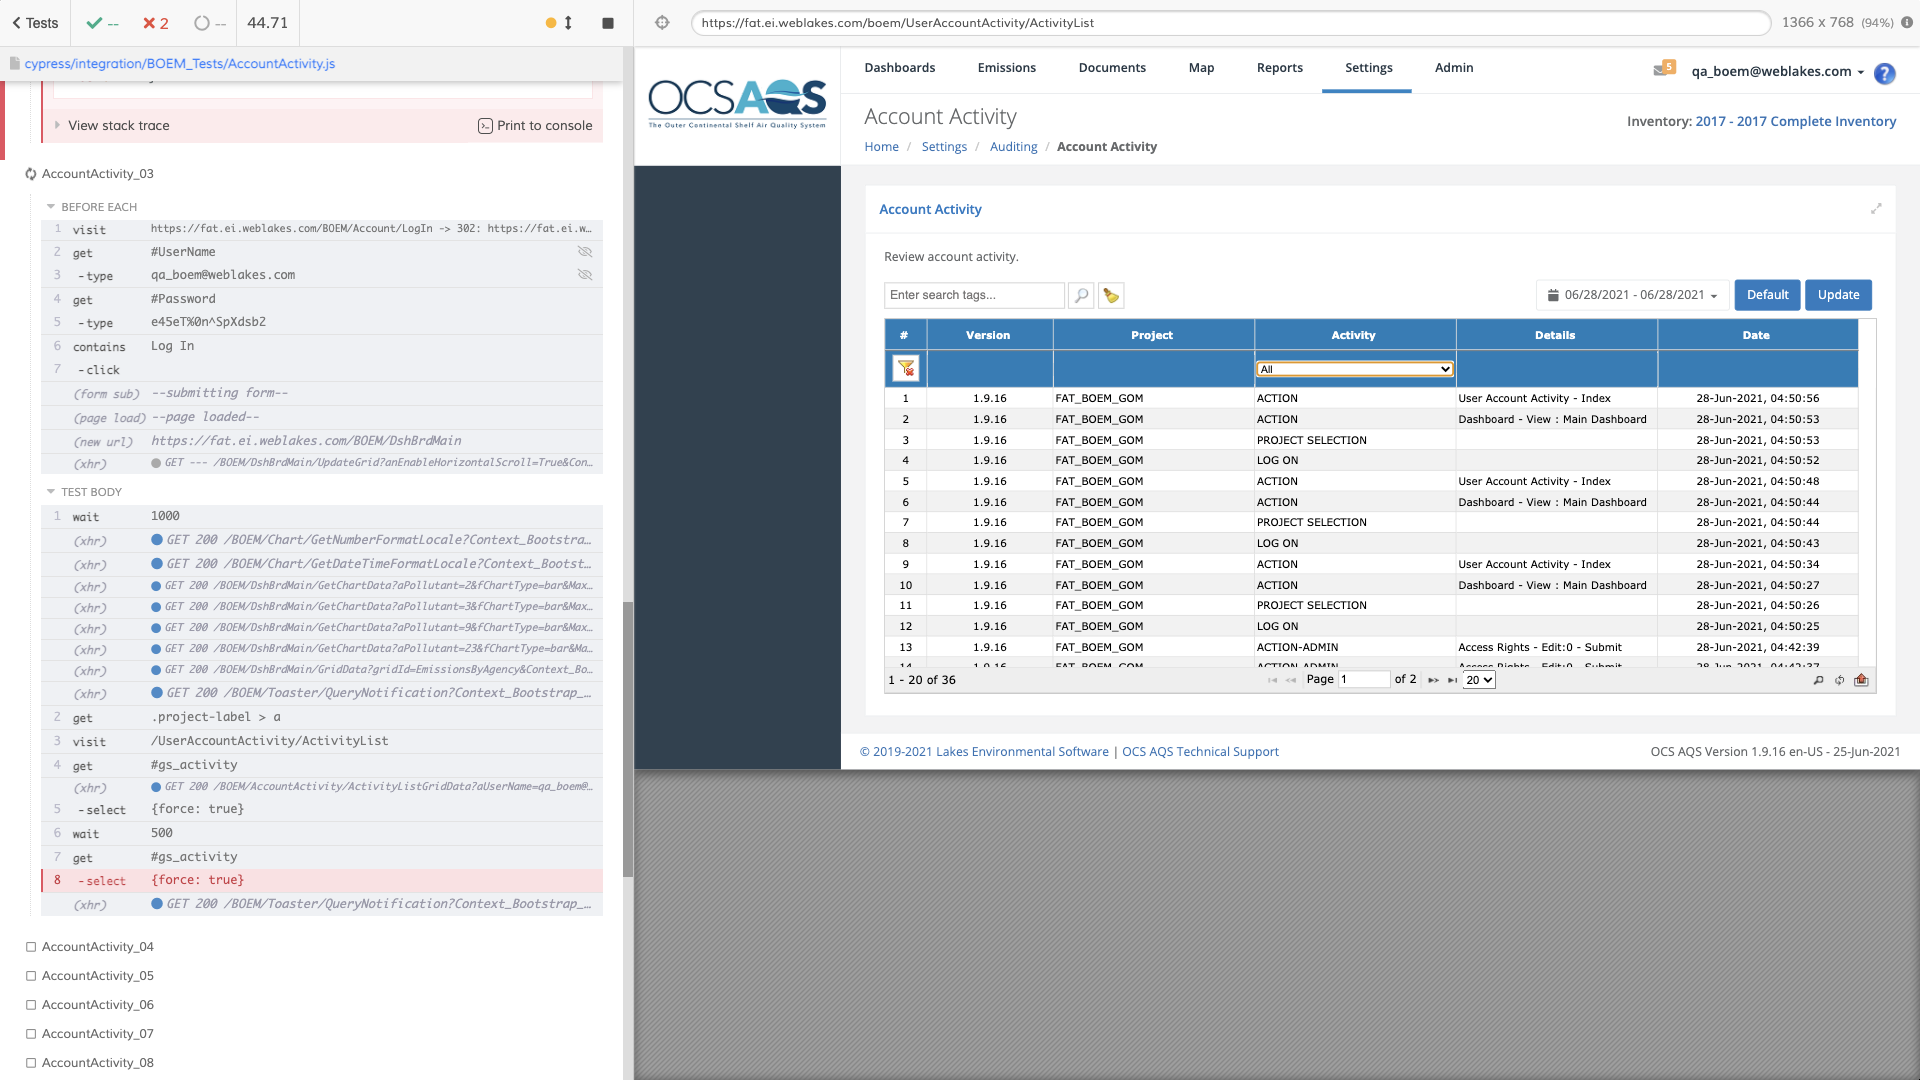 Tests
--
2
--
44.71
https://fat.ei.weblakes.com/boem/UserAccountActivity/ActivityList
1366 x 768 (94%)
cypress/integration/BOEM_Tests/AccountActivity.js
View stack trace
Print to console
AccountActivity_03
BEFORE EACH
1 visit https://fat.ei.weblakes.com/BOEM/Account/LogIn -> 302: https://fat.ei.w…
2 get #UserName
3 -type qa_boem@weblakes.com
4 get #Password
5 -type e45eT%0n^SpXdsb2
6 contains Log In
7 -click
(form sub) --submitting form--
(page load) --page loaded--
(new url) https://fat.ei.weblakes.com/BOEM/DshBrdMain
(xhr) GET --- /BOEM/DshBrdMain/UpdateGrid?anEnableHorizontalScroll=True&Con…
TEST BODY
1 wait 1000
(xhr) GET 200 /BOEM/Chart/GetNumberFormatLocale?Context_Bootstra…
(xhr) GET 200 /BOEM/Chart/GetDateTimeFormatLocale?Context_Bootst…
(xhr) GET 200 /BOEM/DshBrdMain/GetChartData?aPollutant=2&fChartType=bar&Max…
(xhr) GET 200 /BOEM/DshBrdMain/GetChartData?aPollutant=3&fChartType=bar&Max…
(xhr) GET 200 /BOEM/DshBrdMain/GetChartData?aPollutant=9&fChartType=bar&Max…
(xhr) GET 200 /BOEM/DshBrdMain/GetChartData?aPollutant=23&fChartType=bar&Ma…
(xhr) GET 200 /BOEM/DshBrdMain/GridData?gridId=EmissionsByAgency&Context_Bo…
(xhr) GET 200 /BOEM/Toaster/QueryNotification?Context_Bootstrap_…
2 get .project-label > a
3 visit /UserAccountActivity/ActivityList
4 get #gs_activity
(xhr) GET 200 /BOEM/AccountActivity/ActivityListGridData?aUserName=qa_boem@…
5 -select {force: true}
6 wait 500
7 get #gs_activity
8 -select {force: true}
(xhr) GET 200 /BOEM/Toaster/QueryNotification?Context_Bootstrap_…
AccountActivity_04
AccountActivity_05
AccountActivity_06
AccountActivity_07
AccountActivity_08
OCSAQS
The Outer Continental Shelf Air Quality System
Dashboards Emissions Documents Map Reports Settings Admin
5
qa_boem@weblakes.com
?
Account Activity
Inventory: 2017 - 2017 Complete Inventory
Home / Settings / Auditing / Account Activity
Account Activity
Review account activity.
Enter search tags...
06/28/2021 - 06/28/2021
Default
Update
# Version Project Activity Details Date
All
1 1.9.16 FAT_BOEM_GOM ACTION User Account Activity - Index 28-Jun-2021, 04:50:56
2 1.9.16 FAT_BOEM_GOM ACTION Dashboard - View : Main Dashboard 28-Jun-2021, 04:50:53
3 1.9.16 FAT_BOEM_GOM PROJECT SELECTION 28-Jun-2021, 04:50:53
4 1.9.16 FAT_BOEM_GOM LOG ON 28-Jun-2021, 04:50:52
5 1.9.16 FAT_BOEM_GOM ACTION User Account Activity - Index 28-Jun-2021, 04:50:48
6 1.9.16 FAT_BOEM_GOM ACTION Dashboard - View : Main Dashboard 28-Jun-2021, 04:50:44
7 1.9.16 FAT_BOEM_GOM PROJECT SELECTION 28-Jun-2021, 04:50:44
8 1.9.16 FAT_BOEM_GOM LOG ON 28-Jun-2021, 04:50:43
9 1.9.16 FAT_BOEM_GOM ACTION User Account Activity - Index 28-Jun-2021, 04:50:34
10 1.9.16 FAT_BOEM_GOM ACTION Dashboard - View : Main Dashboard 28-Jun-2021, 04:50:27
11 1.9.16 FAT_BOEM_GOM PROJECT SELECTION 28-Jun-2021, 04:50:26
12 1.9.16 FAT_BOEM_GOM LOG ON 28-Jun-2021, 04:50:25
13 1.9.16 FAT_BOEM_GOM ACTION-ADMIN Access Rights - Edit:0 - Submit 28-Jun-2021, 04:42:39
14 1.9.16 FAT_BOEM_GOM ACTION-ADMIN Access Rights - Edit:0 - Submit 28-Jun-2021, 04:42:37
1 - 20 of 36
Page 1 of 2
20
© 2019-2021 Lakes Environmental Software | OCS AQS Technical Support
OCS AQS Version 1.9.16 en-US - 25-Jun-2021